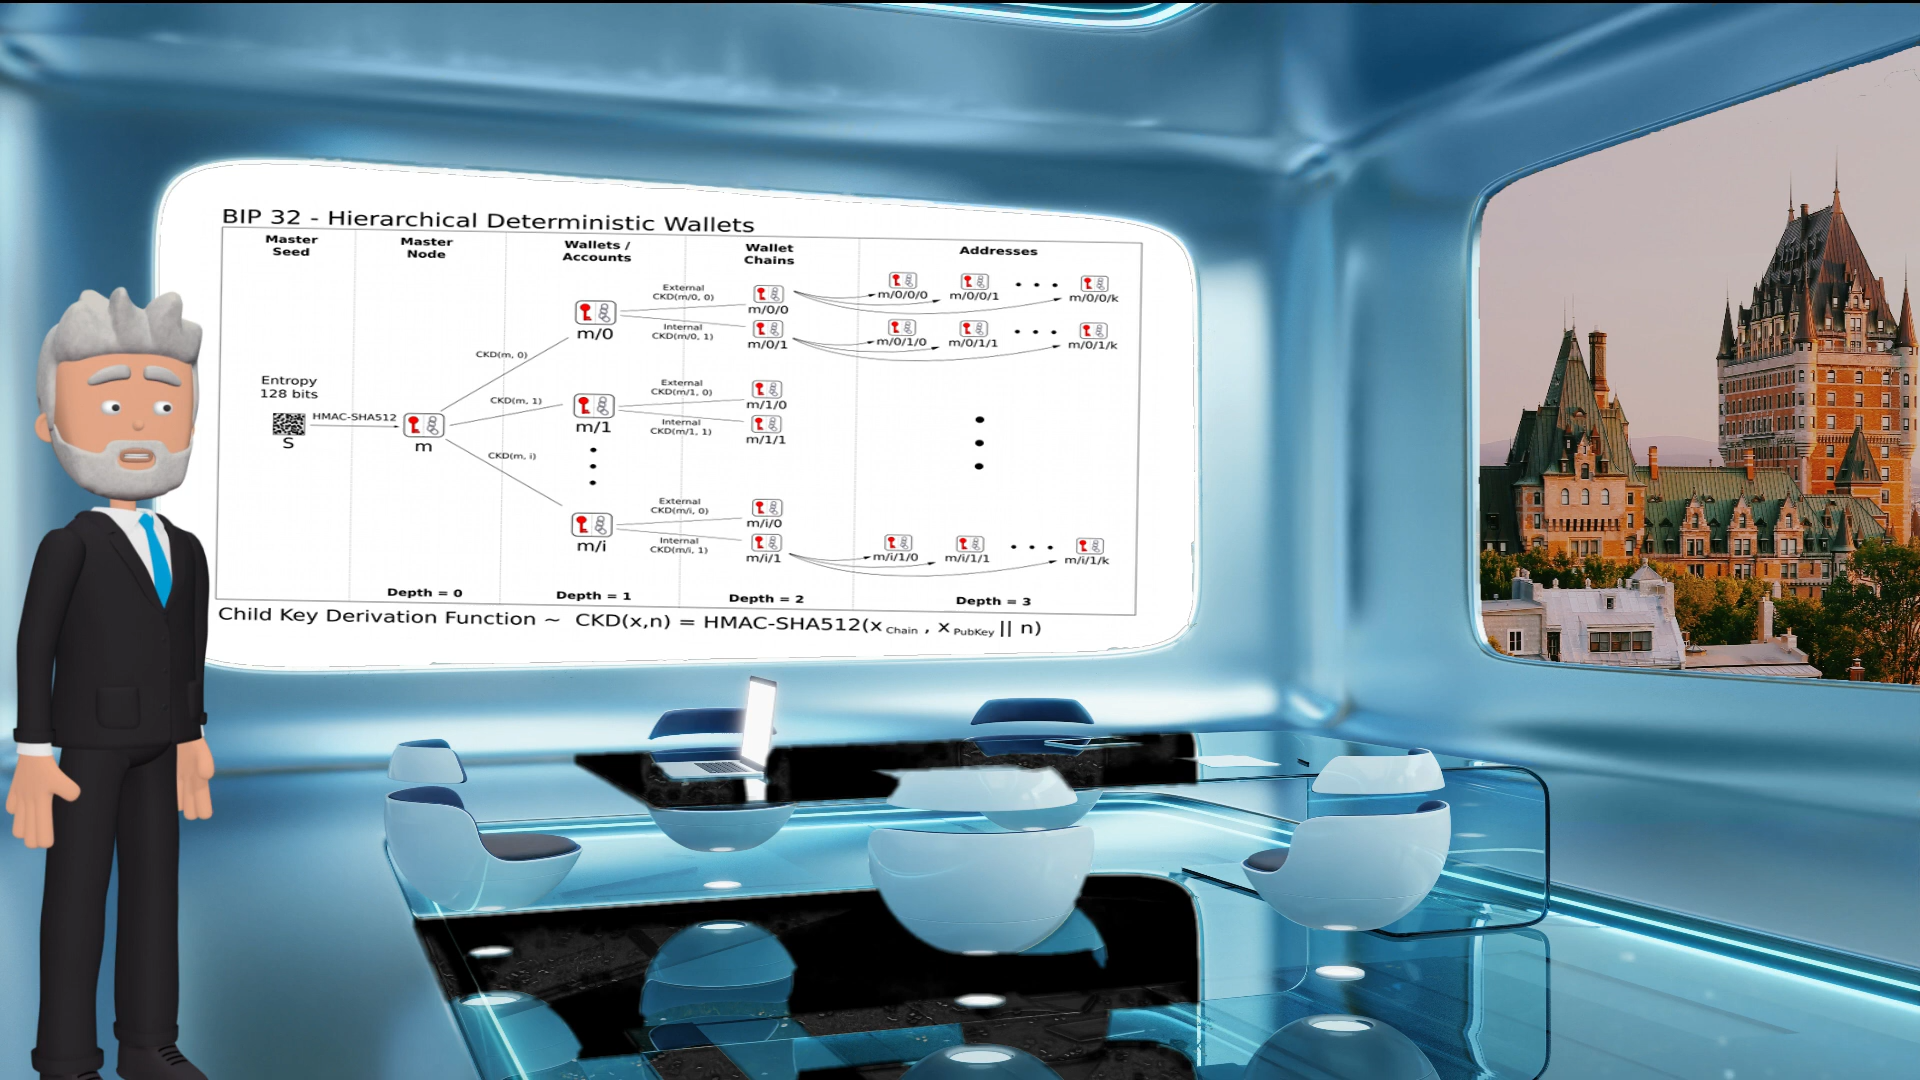 BIP 32 - Hierarchical Deterministic Wallets
Master Seed
Master Node
Wallets / Accounts
Wallet Chains
Addresses
Entropy
128 bits
S
HMAC-SHA512
m
CKD(m, 0)
CKD(m, 1)
CKD(m, i)
m/0
m/1
m/i
External
CKD(m/0, 0)
Internal
CKD(m/0, 1)
External
CKD(m/1, 0)
Internal
CKD(m/1, 1)
External
CKD(m/i, 0)
Internal
CKD(m/i, 1)
m/0/0
m/0/1
m/1/0
m/1/1
m/i/0
m/i/1
m/0/0/0
m/0/0/1
m/0/0/k
m/0/1/0
m/0/1/1
m/0/1/k
m/i/1/0
m/i/1/1
m/i/1/k
Depth = 0
Depth = 1
Depth = 2
Depth = 3
Child Key Derivation Function ~ CKD(x,n) = HMAC-SHA512(x Chain , x PubKey || n)